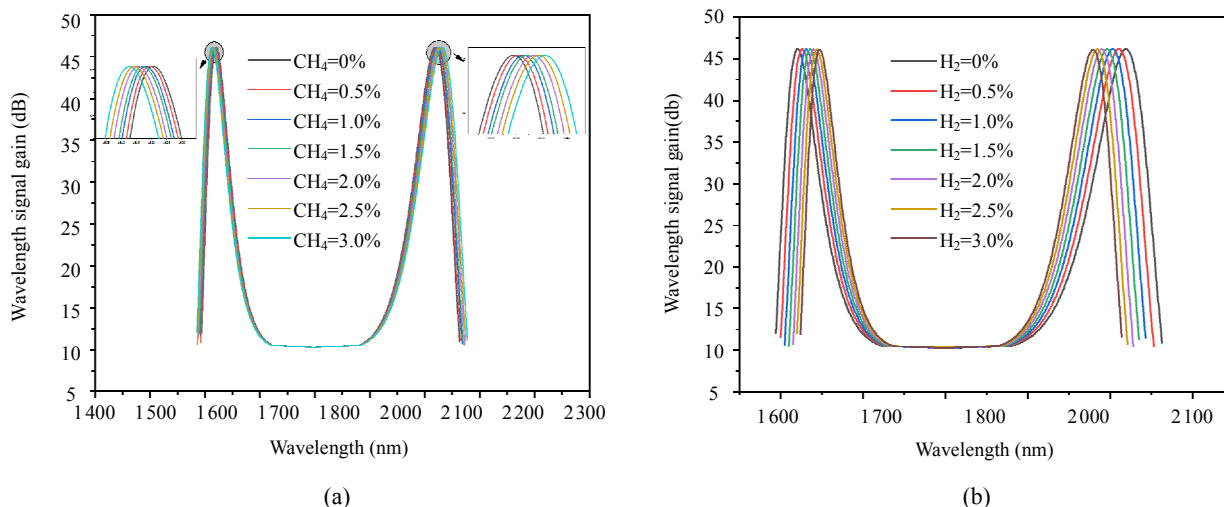 50
45
40
35
30
25
20
15
10
5
Wavelength signal gain (dB)
CH₄=0%
CH₄=0.5%
CH₄=1.0%
CH₄=1.5%
CH₄=2.0%
CH₄=2.5%
CH₄=3.0%
1400 1600 1700 1800 2000 2100 2200 2300
Wavelength (nm)
(a)
50
45
40
35
30
25
20
15
10
5
Wavelength signal gain(db)
H₂=0%
H₂=0.5%
H₂=1.0%
H₂=1.5%
H₂=2.0%
H₂=2.5%
H₂=3.0%
1600 1700 1800 2000 2100
Wavelength (nm)
(b)